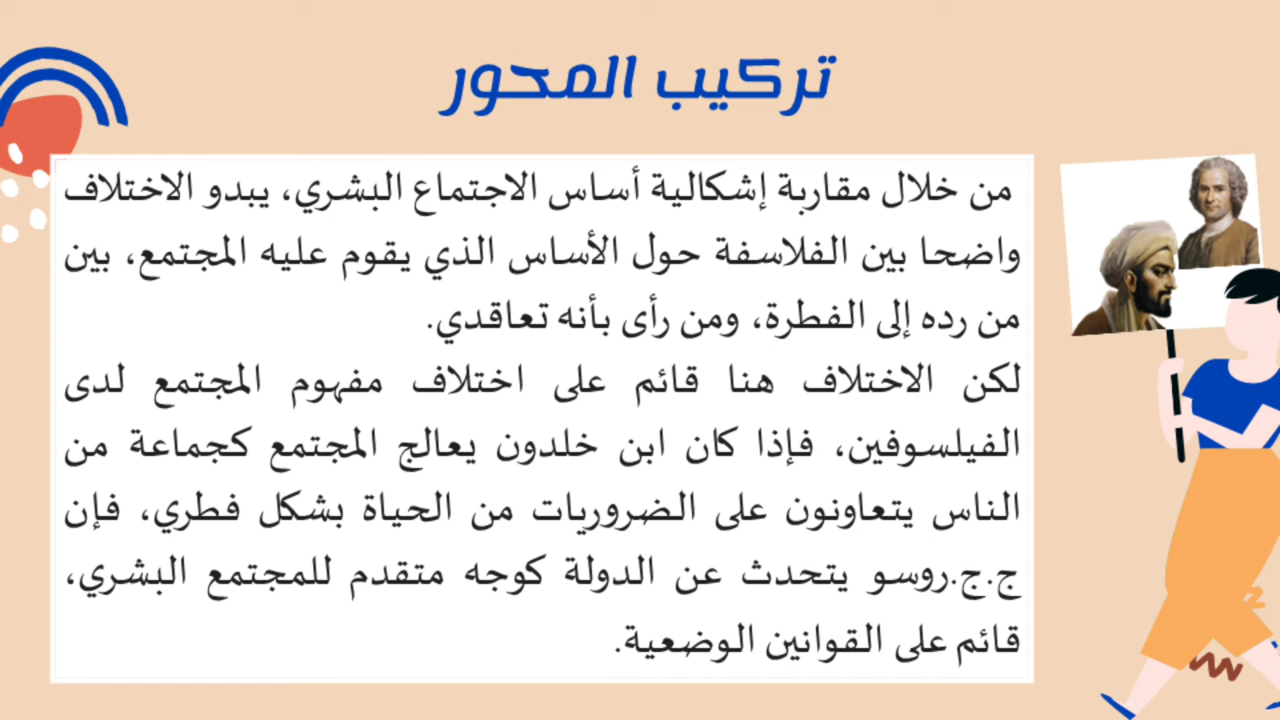 تركيب المحور
من خلال مقاربة إشكالية أساس الاجتماع البشري، يبدو الاختلاف
واضحا بين الفلاسفة حول الأساس الذي يقوم عليه المجتمع، بين
من رده إلى الفطرة، ومن رأى بأنه تعاقدي.
لكن الاختلاف هنا قائم على اختلاف مفهوم المجتمع لدى
الفيلسوفين، فإذا كان ابن خلدون يعالج المجتمع كجماعة من
الناس يتعاونون على الضروريات من الحياة بشكل فطري، فإن
ج.ج.روسو يتحدث عن الدولة كوجه متقدم للمجتمع البشري،
قائم على القوانين الوضعية.